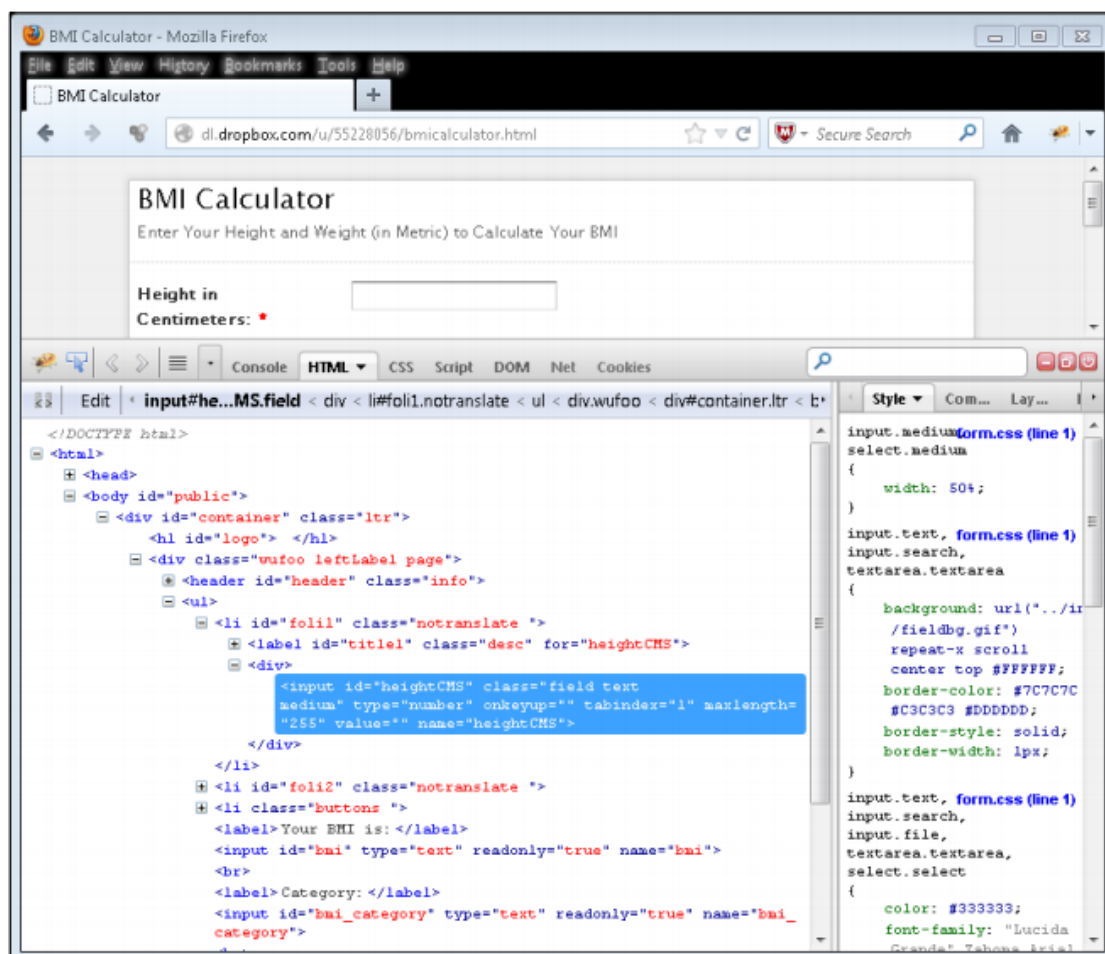 BMI Calculator - Mozilla Firefox
File Edit View History Bookmarks Tools Help
BMI Calculator +
dl.dropbox.com/u/55228056/bmicalculator.html
Secure Search
BMI Calculator
Enter Your Height and Weight (in Metric) to Calculate Your BMI
Height in
Centimeters: *
Console HTML CSS Script DOM Net Cookies
Edit input#he...MS.field < div < li#foli1.notranslate < ul < div.wufoo < div#container.ltr <
<!DOCTYPE html>
<html>
<head>
<body id="public">
<div id="container" class="ltr">
<h1 id="logo"> </h1>
<div class="wufoo leftLabel page">
<header id="header" class="info">
<ul>
<li id="foli1" class="notranslate ">
<label id="title1" class="desc" for="heightCMS">
<div>
<input id="heightCMS" class="field text
medium" type="number" onkeyup="" tabindex="1" maxlength=
"255" value="" name="heightCMS">
</div>
</li>
<li id="foli2" class="notranslate ">
<li class="buttons ">
<label>Your BMI is: </label>
<input id="bmi" type="text" readonly="true" name="bmi">
<br>
<label>Category: </label>
<input id="bmi_category" type="text" readonly="true" name="bmi_
category">
Style Com... Lay...
input.medium, form.css (line 1)
select.medium
{
width: 50%;
}
input.text, form.css (line 1)
input.search,
textarea.textarea
{
background: url("../im
/fieldbg.gif")
repeat-x scroll
center top #FFFFFF;
border-color: #7C7C7C
#C3C3C3 #DDDDDD;
border-style: solid;
border-width: 1px;
}
input.text, form.css (line 1)
input.search,
input.file,
textarea.textarea,
select.select
{
color: #333333;
font-family: "Lucida
Grande",Tahoma,Arial